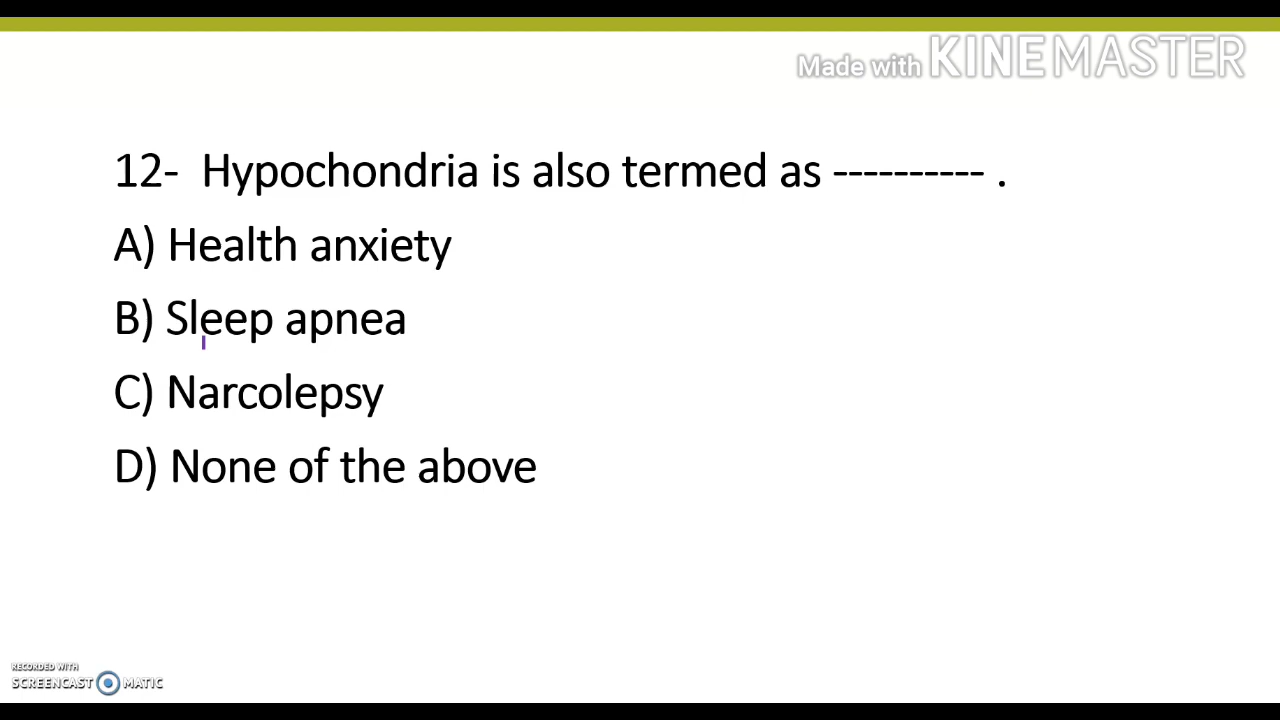 Made with KINEMASTER
12- Hypochondria is also termed as ---------- .
A) Health anxiety
B) Sleep apnea
C) Narcolepsy
D) None of the above
RECORDED WITH
SCREENCAST MATIC